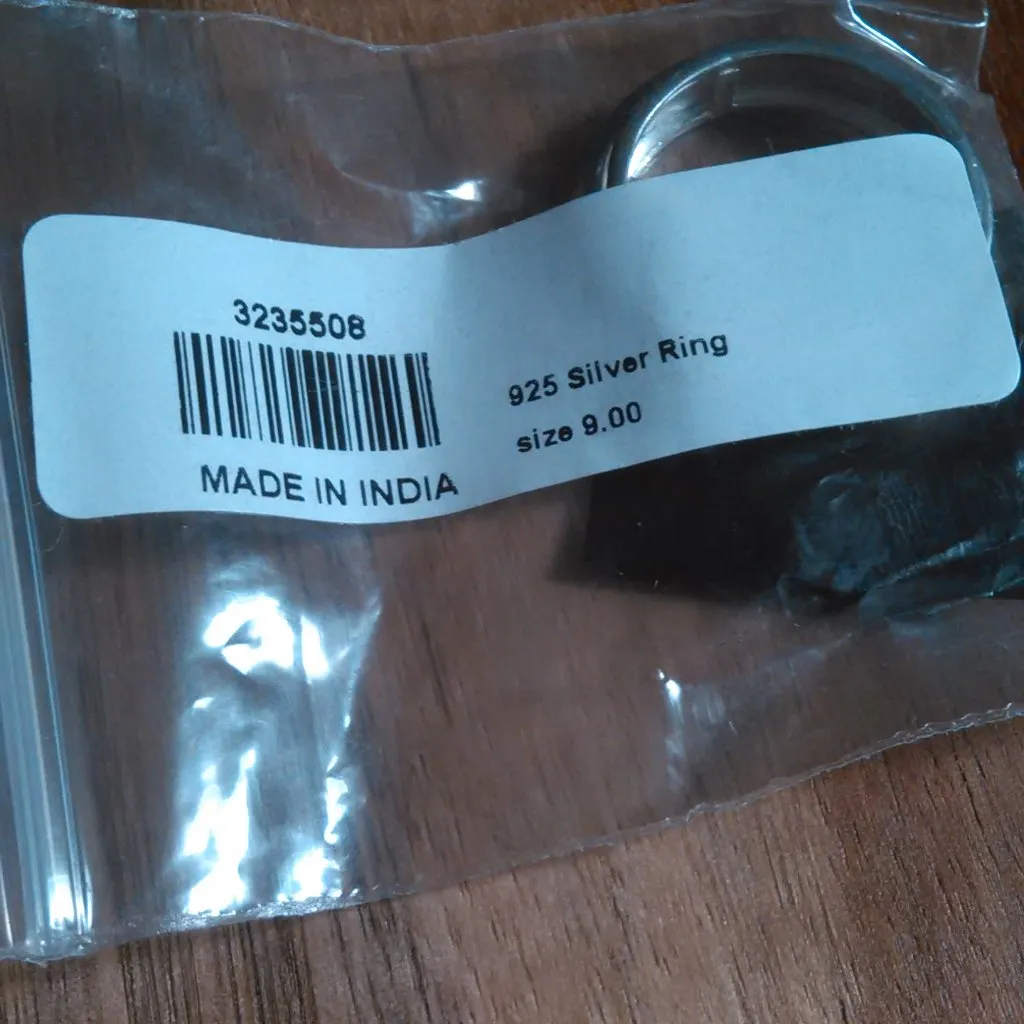 3235508
MADE IN INDIA
925 Silver Ring
size 9.00